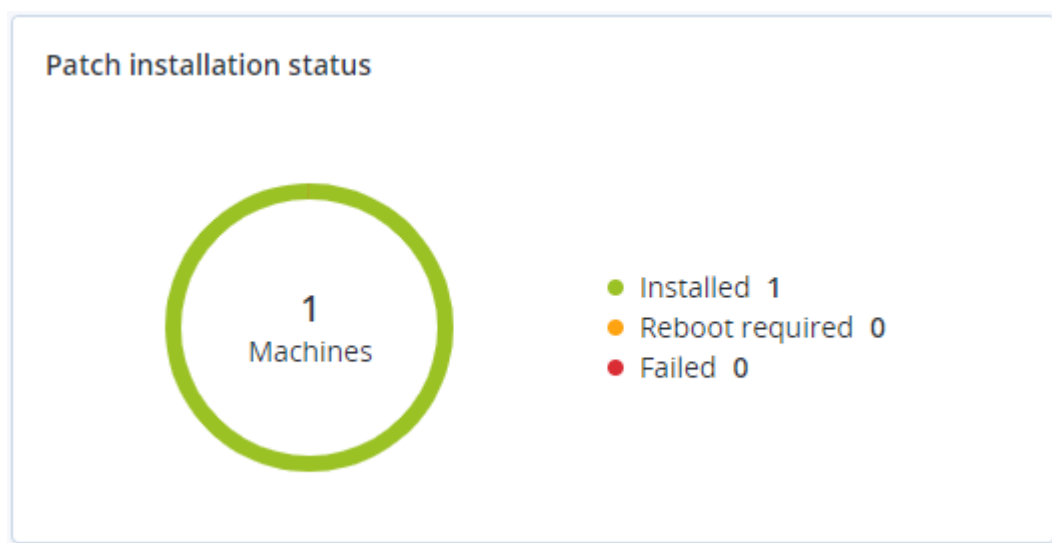 Patch installation status
1
Machines
Installed 1
Reboot required 0
Failed 0